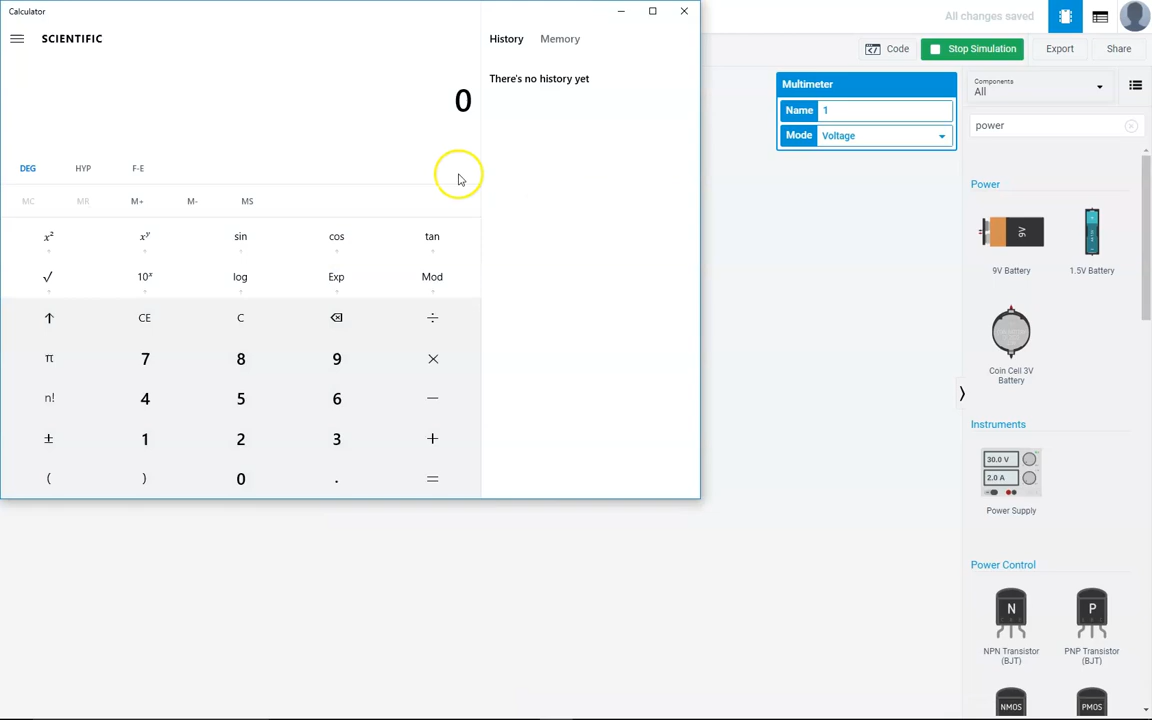 Calculator
SCIENTIFIC
0
DEG HYP F-E
MC MR M+ M- MS
x² xʸ sin cos tan
√ 10ˣ log Exp Mod
↑ CE C ⌫ ÷
π 7 8 9 ×
n! 4 5 6 −
± 1 2 3 +
( ) 0 . =
History Memory
There's no history yet
All changes saved
Code Stop Simulation Export Share
Multimeter
Name 1
Mode Voltage
Components
All
power
Power
9V
9V Battery 1.5V Battery
Coin Cell 3V
Battery
Instruments
30.0 V
2.0 A
Power Supply
Power Control
N P
NPN Transistor
(BJT)
PNP Transistor
(BJT)
NMOS PMOS